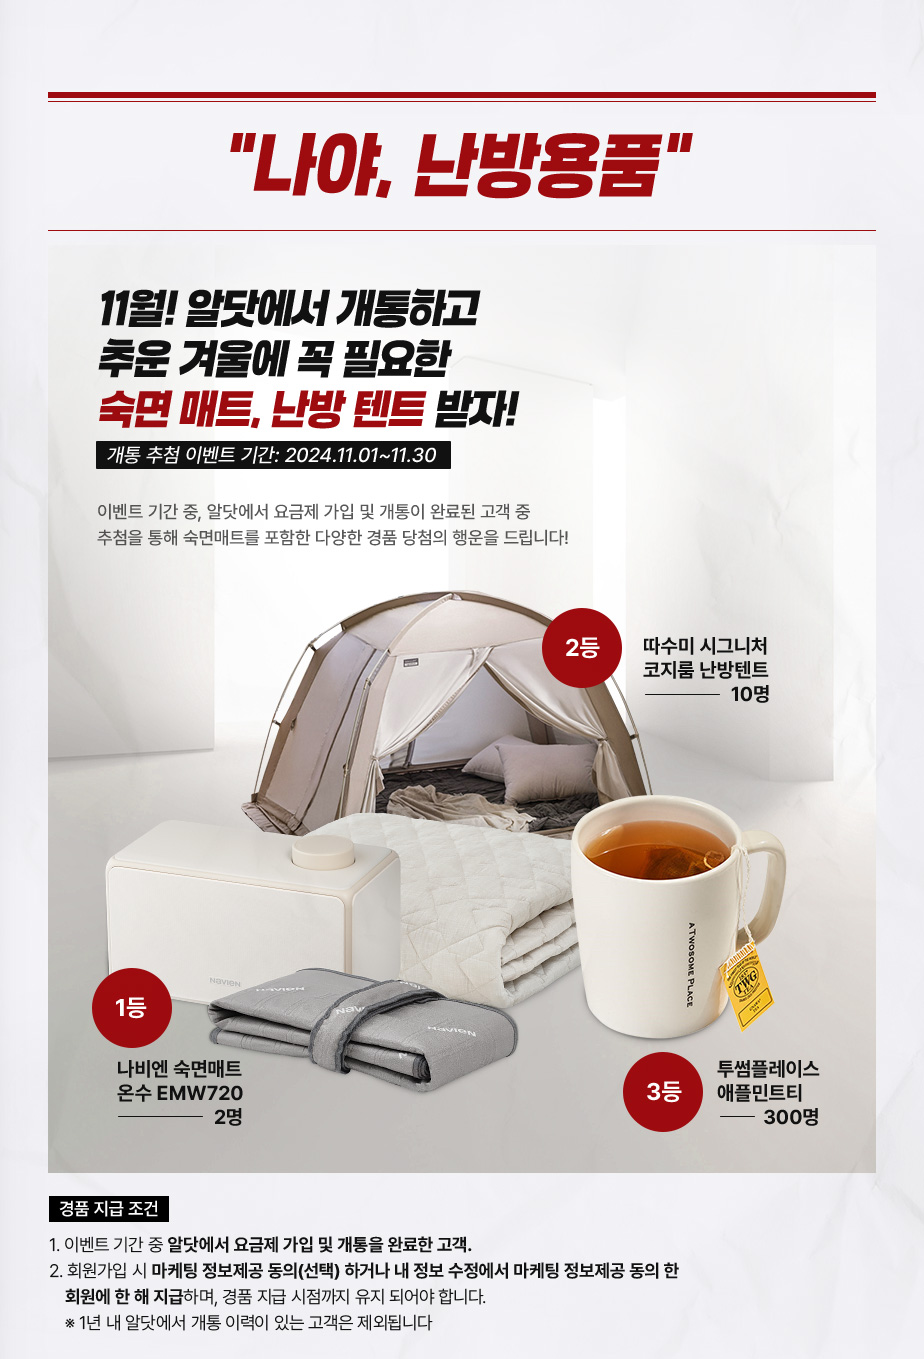 "나야, 난방용품"
11월! 알닷에서 개통하고
추운 겨울에 꼭 필요한
숙면 매트, 난방 텐트 받자!
개통 추첨 이벤트 기간: 2024.11.01~11.30
이벤트 기간 중, 알닷에서 요금제 가입 및 개통이 완료된 고객 중
추첨을 통해 숙면매트를 포함한 다양한 경품 당첨의 행운을 드립니다!
2등
따수미 시그니처
코지룸 난방텐트
10명
A TWOSOME PLACE
TWG
NAVIEN
NAVIEN
NAVIEN
1등
나비엔 숙면매트
온수 EMW720
2명
3등
투썸플레이스
애플민트티
300명
경품 지급 조건
1. 이벤트 기간 중 알닷에서 요금제 가입 및 개통을 완료한 고객.
2. 회원가입 시 마케팅 정보제공 동의(선택) 하거나 내 정보 수정에서 마케팅 정보제공 동의 한
회원에 한 해 지급하며, 경품 지급 시점까지 유지 되어야 합니다.
※ 1년 내 알닷에서 개통 이력이 있는 고객은 제외됩니다